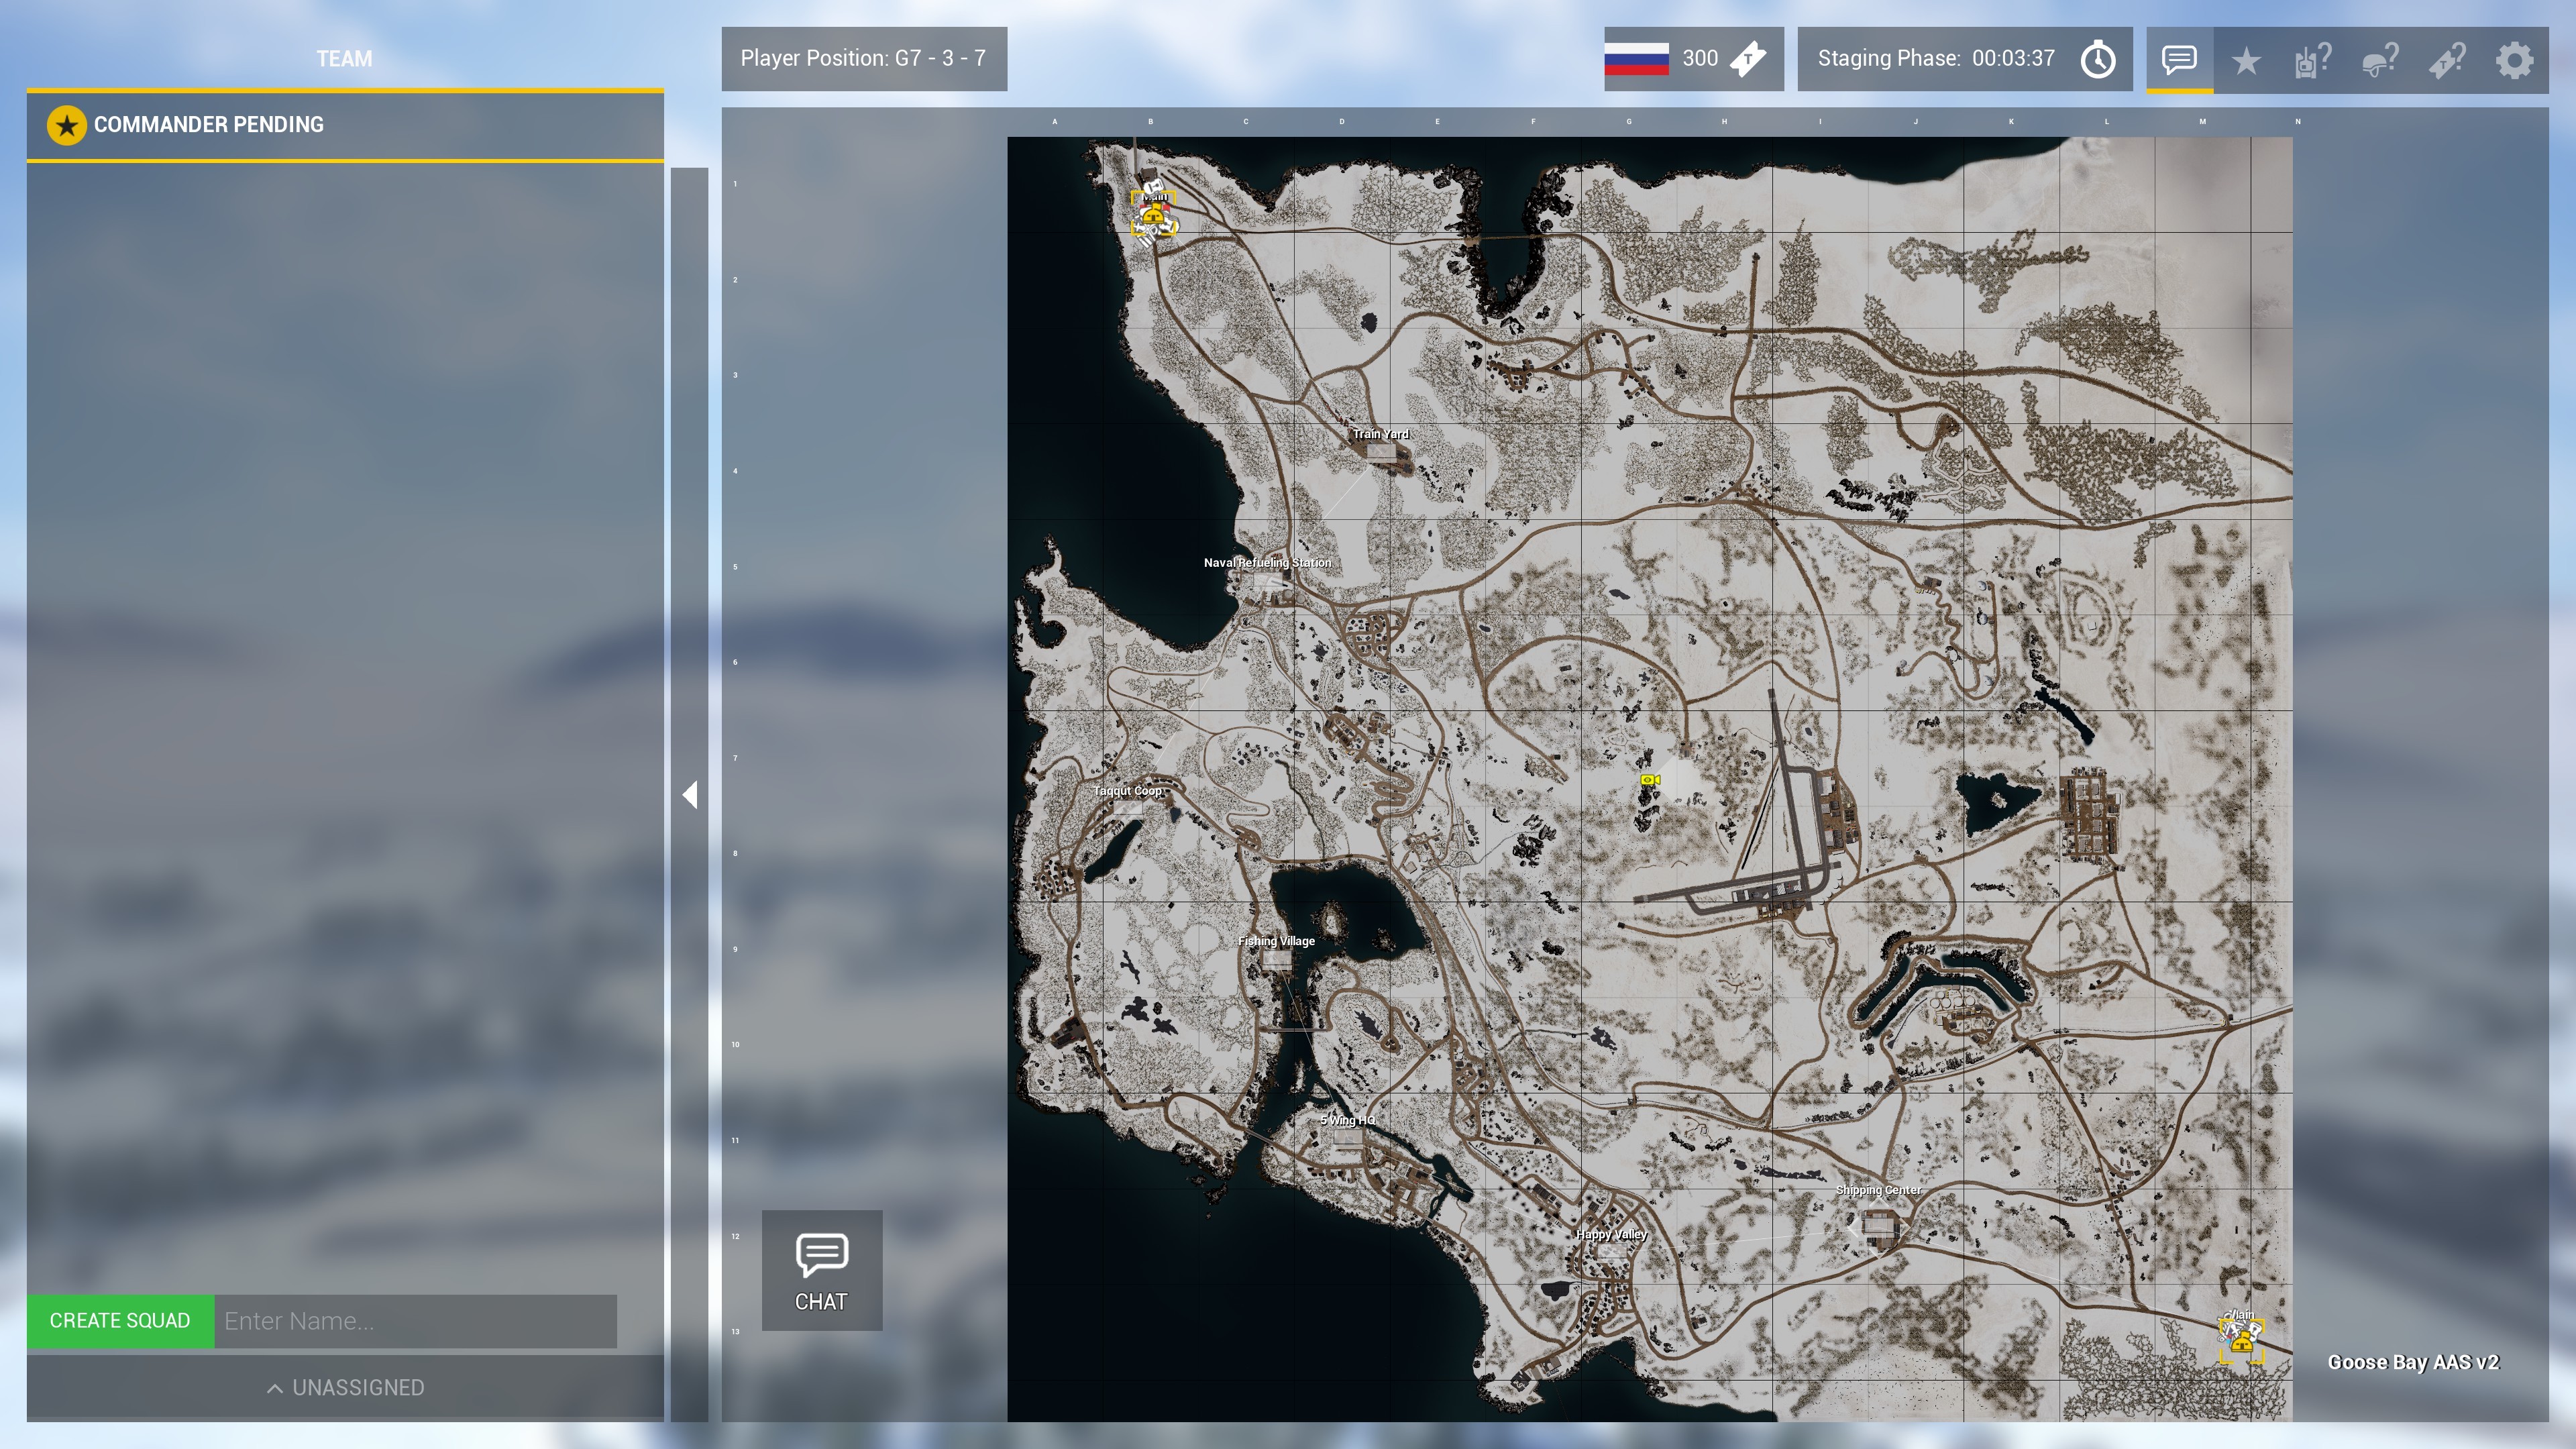 TEAM
Player Position: G7 - 3 - 7
300
Staging Phase: 00:03:37
COMMANDER PENDING
A B C D E F G H I J K L M N
1
Main
2
3
Train Yard
4
Naval Refueling Station
5
6
7
Taqqut Coop
8
Fishing Village
9
10
5 Wing HQ
11
Shipping Center
Happy Valley
12
CHAT
CREATE SQUAD
Enter Name...
13
Main
Goose Bay AAS v2
UNASSIGNED